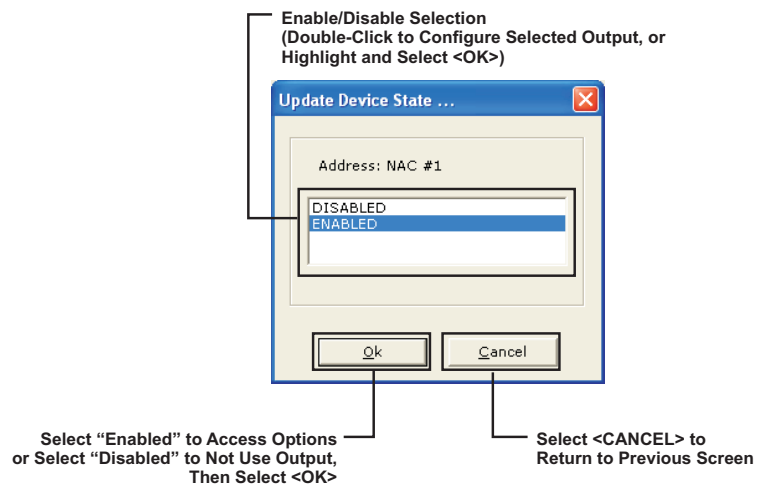 Enable/Disable Selection
(Double-Click to Configure Selected Output, or
Highlight and Select <OK>)
Update Device State ...
Address: NAC #1
DISABLED
ENABLED
Ok
Cancel
Select “Enabled” to Access Options
or Select “Disabled” to Not Use Output,
Then Select <OK>
Select <CANCEL> to
Return to Previous Screen